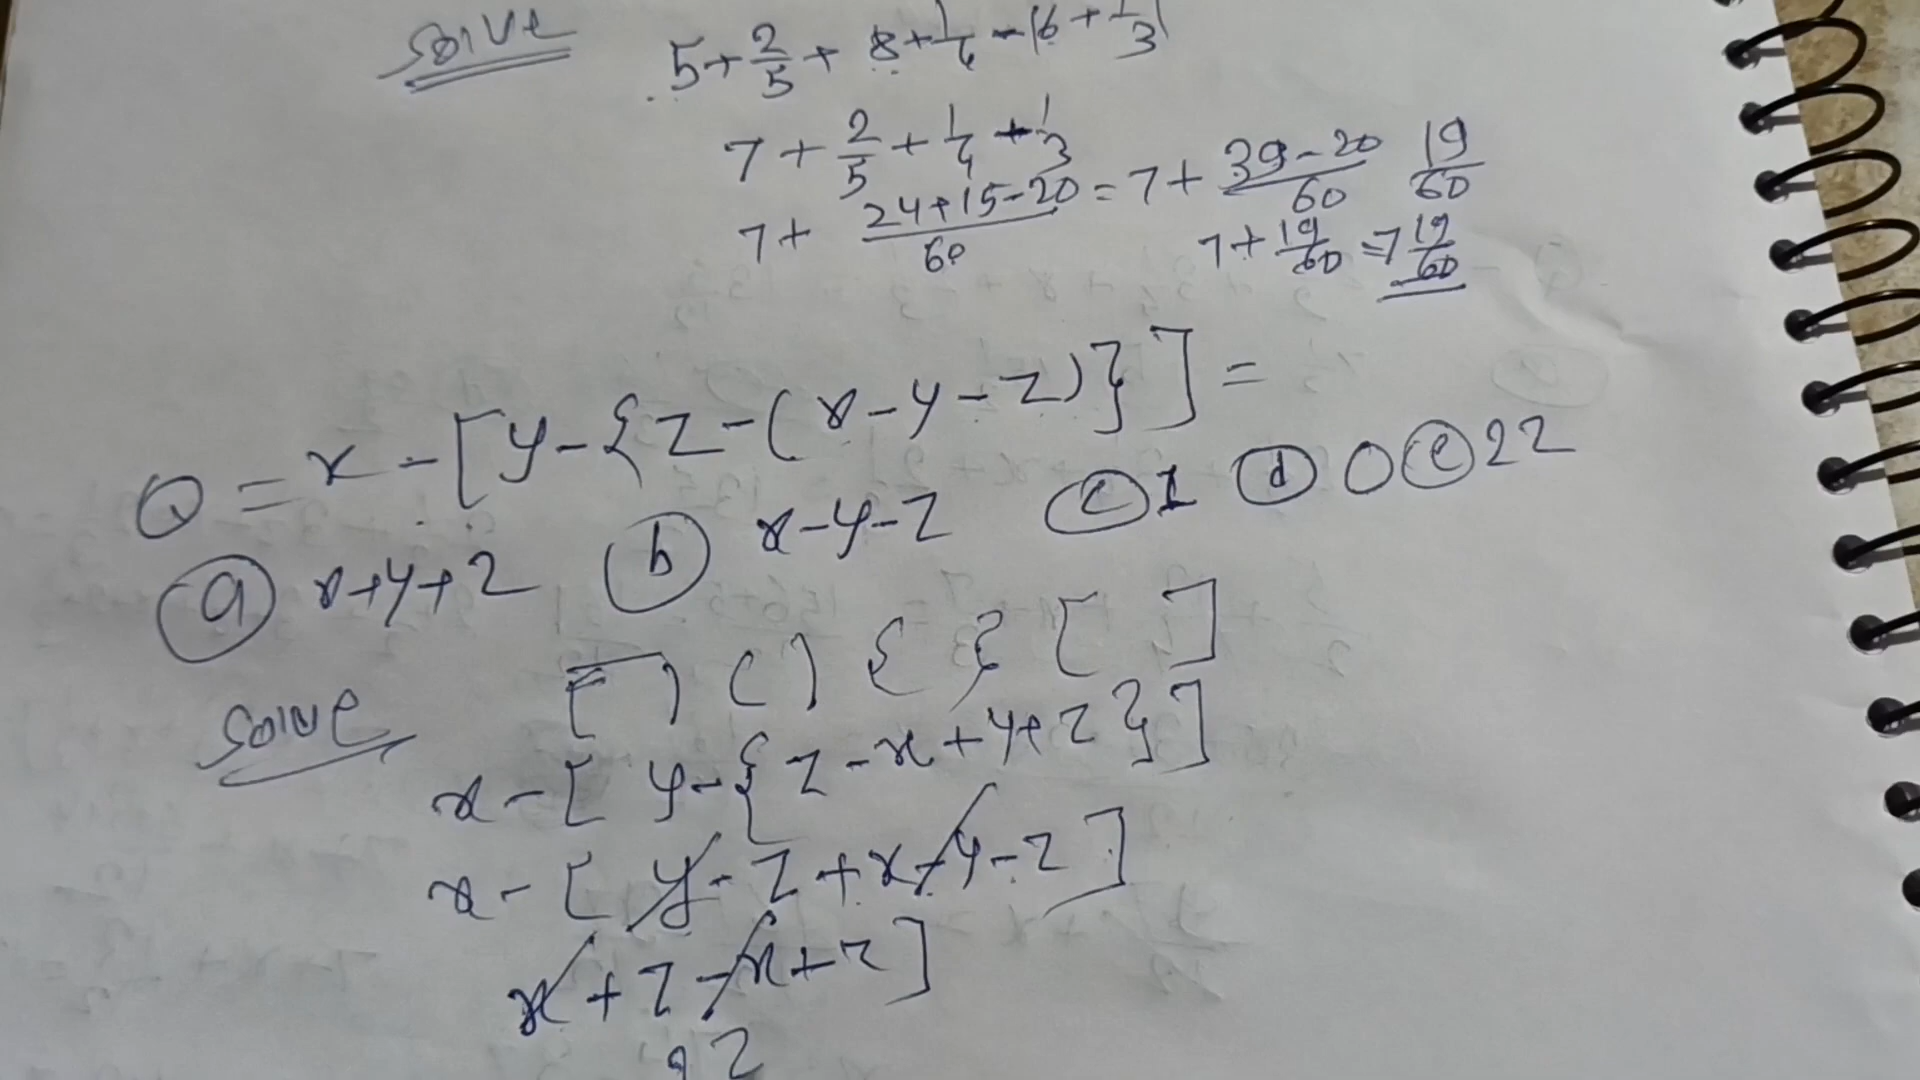 Solve 5+2/5 + 8+1/4 - (6+1/3)
7 + 2/5 + 1/4 + 1/3
7 + 24+15-20/60 = 7 + 39-20/60 19/60
7 + 19/60 = 7 19/60
Q = x - [y - {z - (x-y-z)}] =
(a) x+y+z (b) x-y-z (c) 1 (d) 0 (e) 2z
( ) { } [ ]
Solve
x - [y - {z - x + y + z}]
x - [y - z + x - y - z]
x + z - x + z]
2z